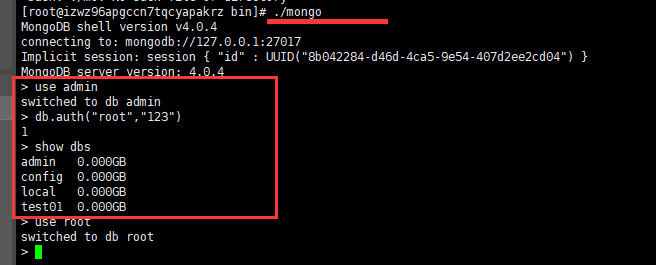 [root@izwz96apgccn7tqcyapakrz bin]# ./mongo
MongoDB shell version v4.0.4
connecting to: mongodb://127.0.0.1:27017
Implicit session: session { "id" : UUID("8b042284-d46d-4ca5-9e54-407d2ee2cd04") }
MongoDB server version: 4.0.4
> use admin
switched to db admin
> db.auth("root","123")
1
> show dbs
admin   0.000GB
config  0.000GB
local   0.000GB
test01  0.000GB
> use root
switched to db root
>